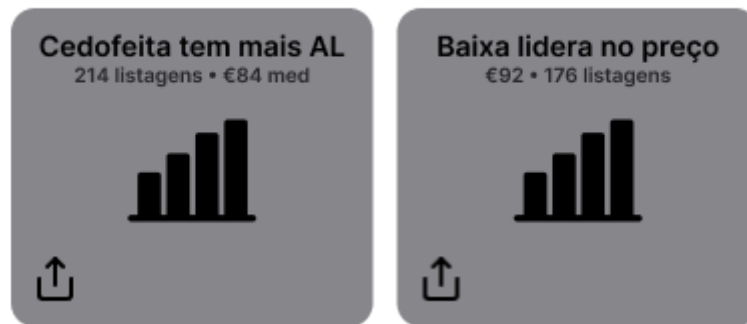 Cedofeita tem mais AL
214 listagens • €84 med
Baixa lidera no preço
€92 • 176 listagens